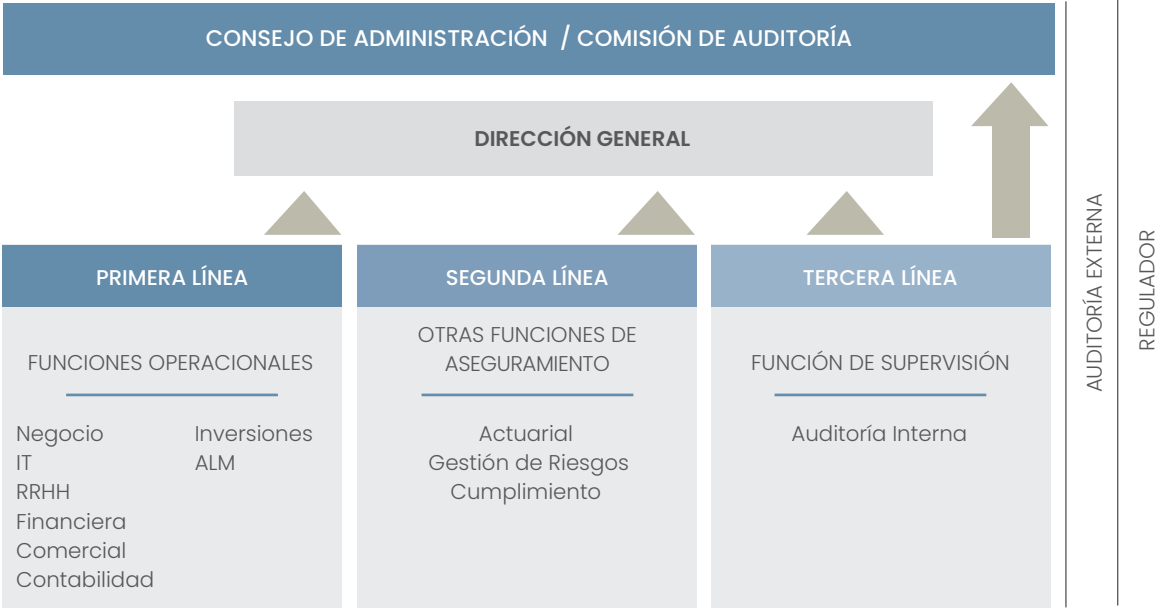 CONSEJO DE ADMINISTRACIÓN / COMISIÓN DE AUDITORÍA
DIRECCIÓN GENERAL
PRIMERA LÍNEA
FUNCIONES OPERACIONALES
Negocio
IT
RRHH
Financiera
Comercial
Contabilidad
Inversiones
ALM
SEGUNDA LÍNEA
OTRAS FUNCIONES DE
ASEGURAMIENTO
Actuarial
Gestión de Riesgos
Cumplimiento
TERCERA LÍNEA
FUNCIÓN DE SUPERVISIÓN
Auditoría Interna
AUDITORÍA EXTERNA
REGULADOR